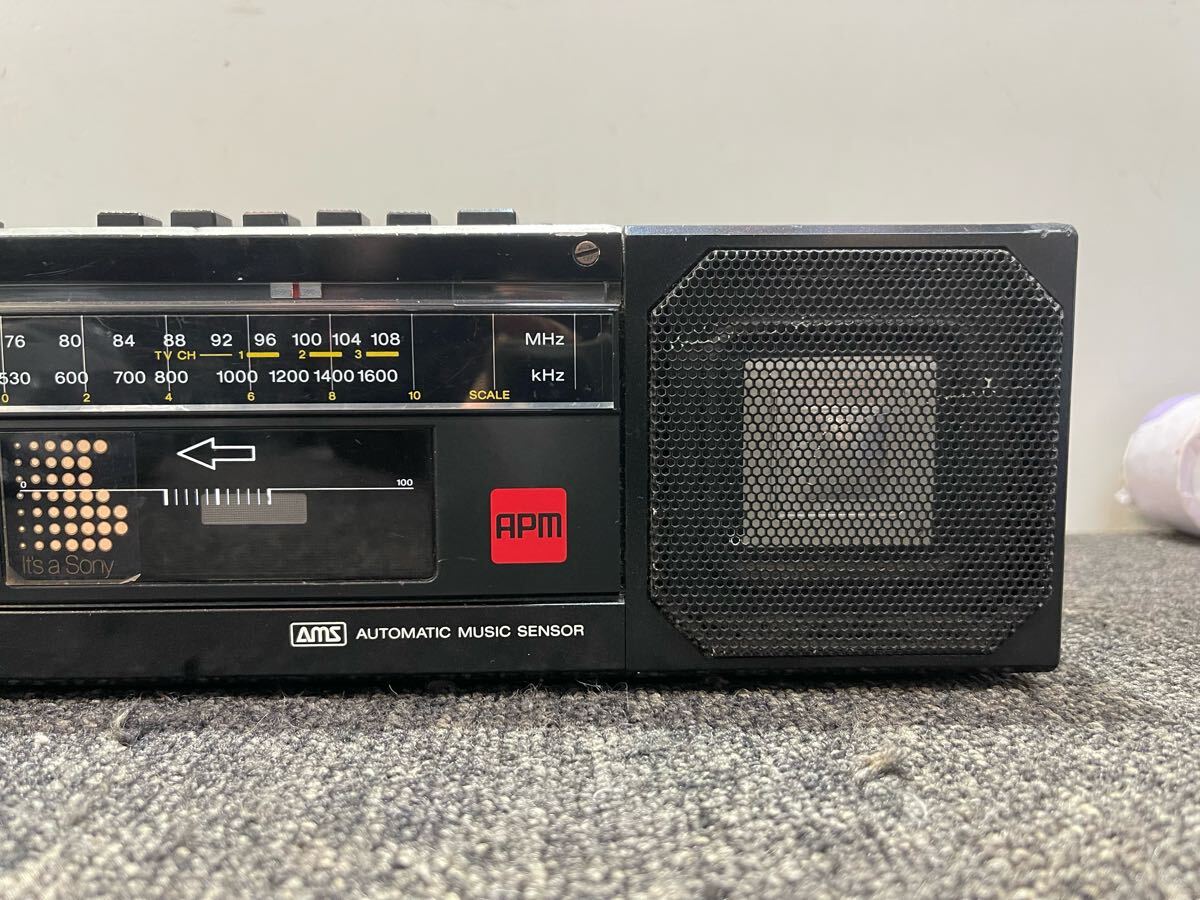 76 80 84 88 92 96 100 104 108 MHz
TV CH 1 2 3
530 600 700 800 1000 1200 1400 1600 kHz
0 2 4 6 8 10 SCALE
0 100
APM
It's a Sony
AMS AUTOMATIC MUSIC SENSOR